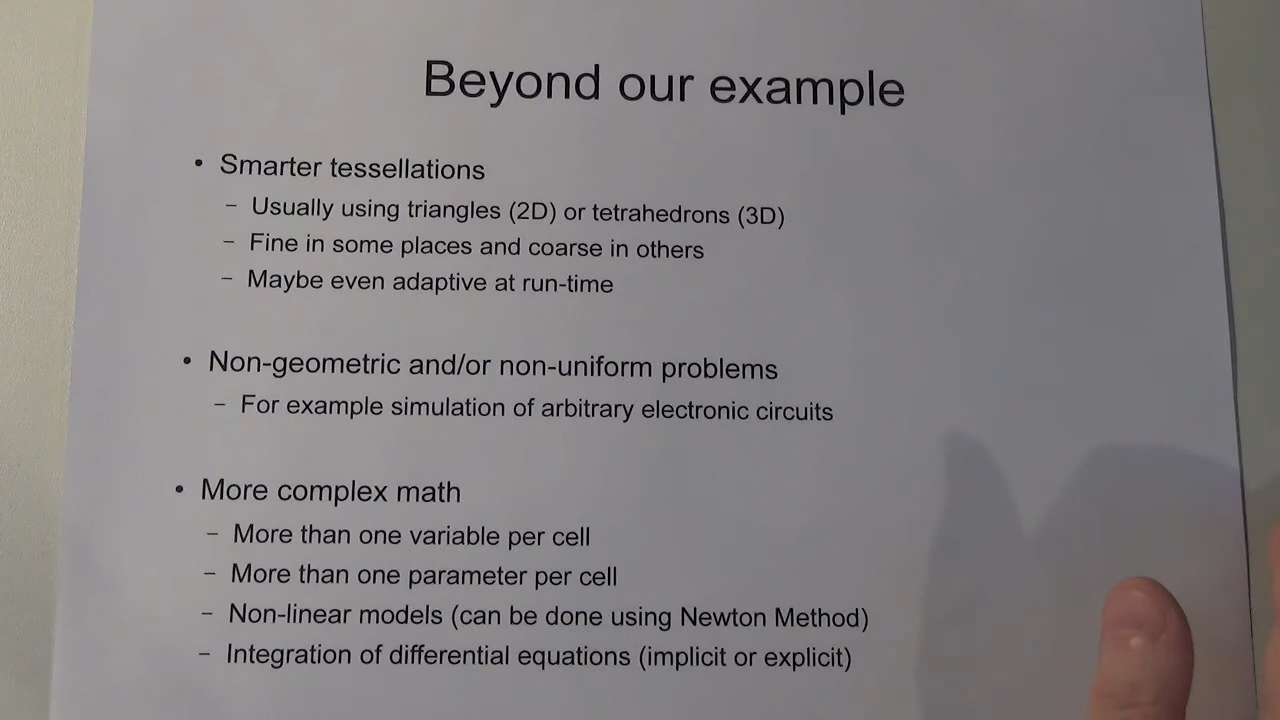 Beyond our example
• Smarter tessellations
– Usually using triangles (2D) or tetrahedrons (3D)
– Fine in some places and coarse in others
– Maybe even adaptive at run-time
• Non-geometric and/or non-uniform problems
– For example simulation of arbitrary electronic circuits
• More complex math
– More than one variable per cell
– More than one parameter per cell
– Non-linear models (can be done using Newton Method)
– Integration of differential equations (implicit or explicit)